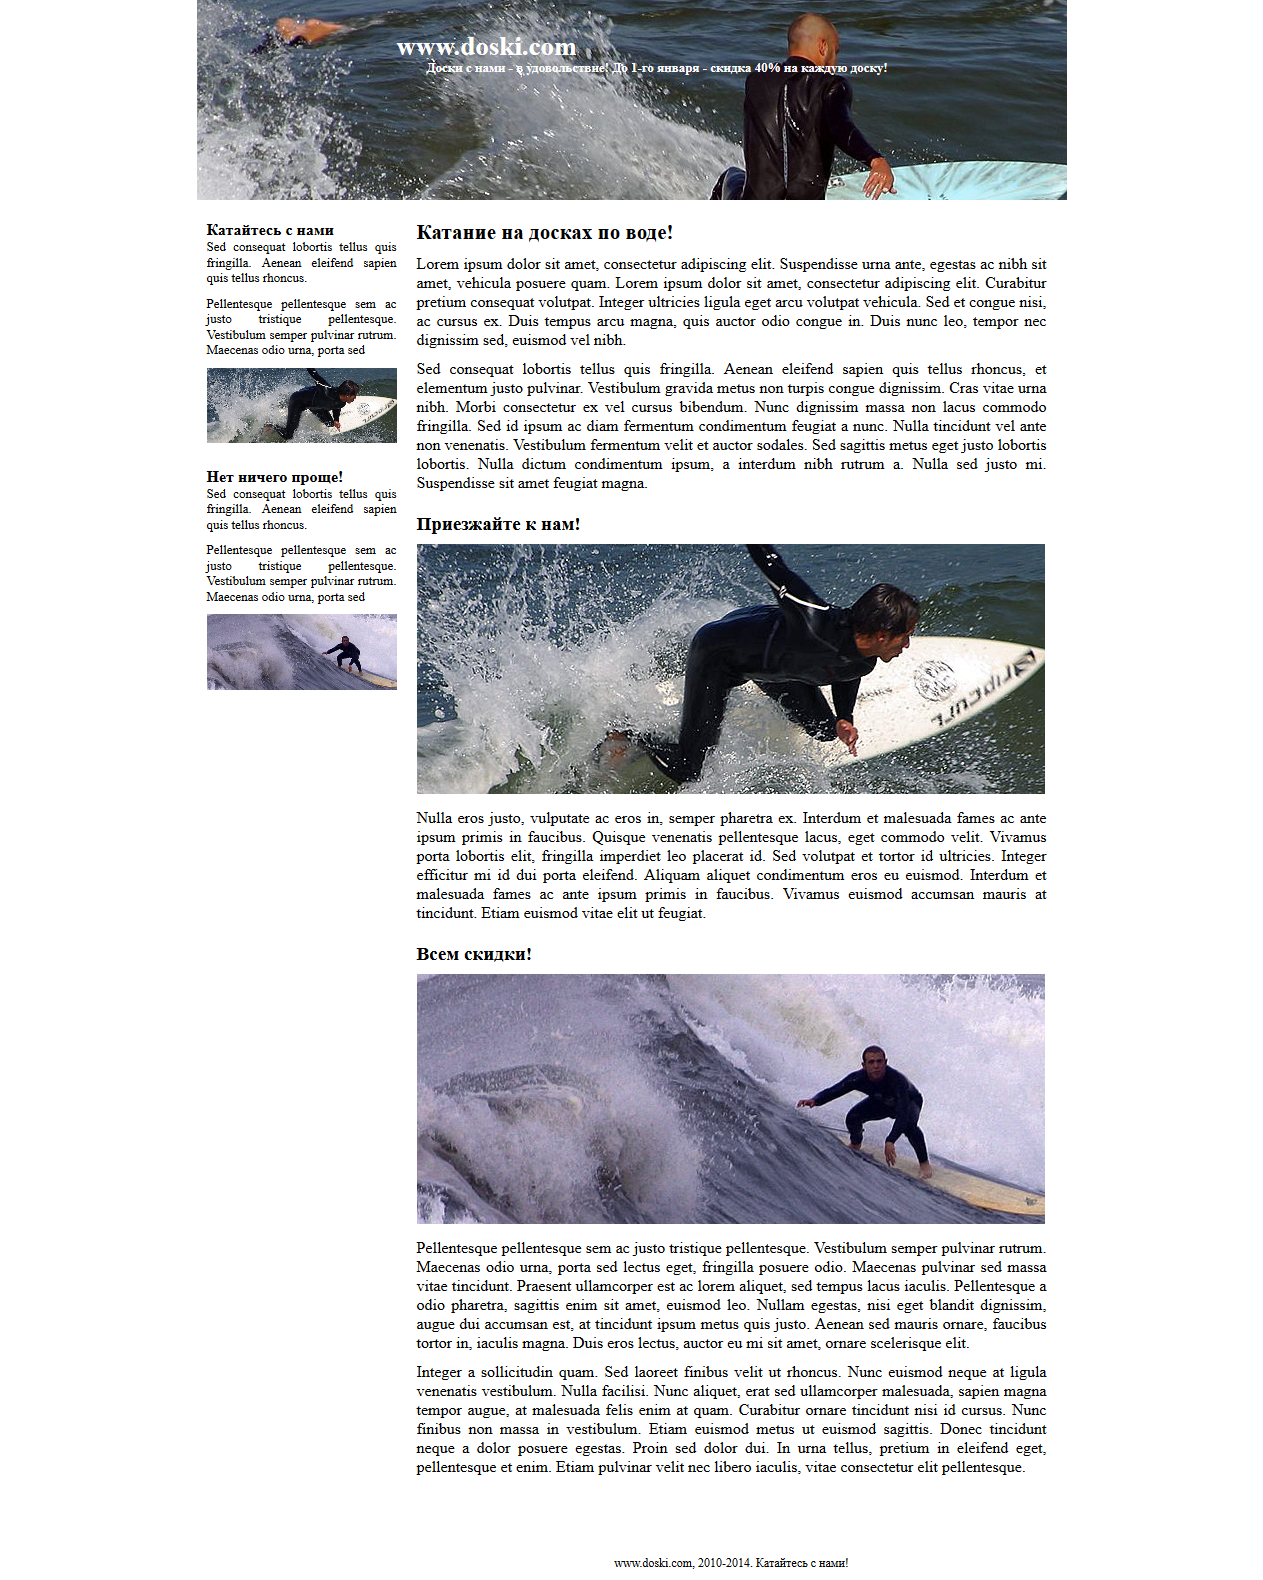 www.doski.com
Доски с нами - в удовольствие! До 1-го января - скидка 40% на каждую доску!
Катайтесь с нами
Sed consequat lobortis tellus quis
fringilla. Aenean eleifend sapien
quis tellus rhoncus.
Pellentesque pellentesque sem ac
justo tristique pellentesque.
Vestibulum semper pulvinar rutrum.
Maecenas odio urna, porta sed
Нет ничего проще!
Sed consequat lobortis tellus quis
fringilla. Aenean eleifend sapien
quis tellus rhoncus.
Pellentesque pellentesque sem ac
justo tristique pellentesque.
Vestibulum semper pulvinar rutrum.
Maecenas odio urna, porta sed
Катание на досках по воде!
Lorem ipsum dolor sit amet, consectetur adipiscing elit. Suspendisse urna ante, egestas ac nibh sit
amet, vehicula posuere quam. Lorem ipsum dolor sit amet, consectetur adipiscing elit. Curabitur
pretium consequat volutpat. Integer ultricies ligula eget arcu volutpat vehicula. Sed et congue nisi,
ac cursus ex. Duis tempus arcu magna, quis auctor odio congue in. Duis nunc leo, tempor nec
dignissim sed, euismod vel nibh.
Sed consequat lobortis tellus quis fringilla. Aenean eleifend sapien quis tellus rhoncus, et
elementum justo pulvinar. Vestibulum gravida metus non turpis congue dignissim. Cras vitae urna
nibh. Morbi consectetur ex vel cursus bibendum. Nunc dignissim massa non lacus commodo
fringilla. Sed id ipsum ac diam fermentum condimentum feugiat a nunc. Nulla tincidunt vel ante
non venenatis. Vestibulum fermentum velit et auctor sodales. Sed sagittis metus eget justo lobortis
lobortis. Nulla dictum condimentum ipsum, a interdum nibh rutrum a. Nulla sed justo mi.
Suspendisse sit amet feugiat magna.
Приезжайте к нам!
RIPCURL
Nulla eros justo, vulputate ac eros in, semper pharetra ex. Interdum et malesuada fames ac ante
ipsum primis in faucibus. Quisque venenatis pellentesque lacus, eget commodo velit. Vivamus
porta lobortis elit, fringilla imperdiet leo placerat id. Sed volutpat et tortor id ultricies. Integer
efficitur mi id dui porta eleifend. Aliquam aliquet condimentum eros eu euismod. Interdum et
malesuada fames ac ante ipsum primis in faucibus. Vivamus euismod accumsan mauris at
tincidunt. Etiam euismod vitae elit ut feugiat.
Всем скидки!
Pellentesque pellentesque sem ac justo tristique pellentesque. Vestibulum semper pulvinar rutrum.
Maecenas odio urna, porta sed lectus eget, fringilla posuere odio. Maecenas pulvinar sed massa
vitae tincidunt. Praesent ullamcorper est ac lorem aliquet, sed tempus lacus iaculis. Pellentesque a
odio pharetra, sagittis enim sit amet, euismod leo. Nullam egestas, nisi eget blandit dignissim,
augue dui accumsan est, at tincidunt ipsum metus quis justo. Aenean sed mauris ornare, faucibus
tortor in, iaculis magna. Duis eros lectus, auctor eu mi sit amet, ornare scelerisque elit.
Integer a sollicitudin quam. Sed laoreet finibus velit ut rhoncus. Nunc euismod neque at ligula
venenatis vestibulum. Nulla facilisi. Nunc aliquet, erat sed ullamcorper malesuada, sapien magna
tempor augue, at malesuada felis enim at quam. Curabitur ornare tincidunt nisi id cursus. Nunc
finibus non massa in vestibulum. Etiam euismod metus ut euismod sagittis. Donec tincidunt
neque a dolor posuere egestas. Proin sed dolor dui. In urna tellus, pretium in eleifend eget,
pellentesque et enim. Etiam pulvinar velit nec libero iaculis, vitae consectetur elit pellentesque.
www.doski.com, 2010-2014. Катайтесь с нами!